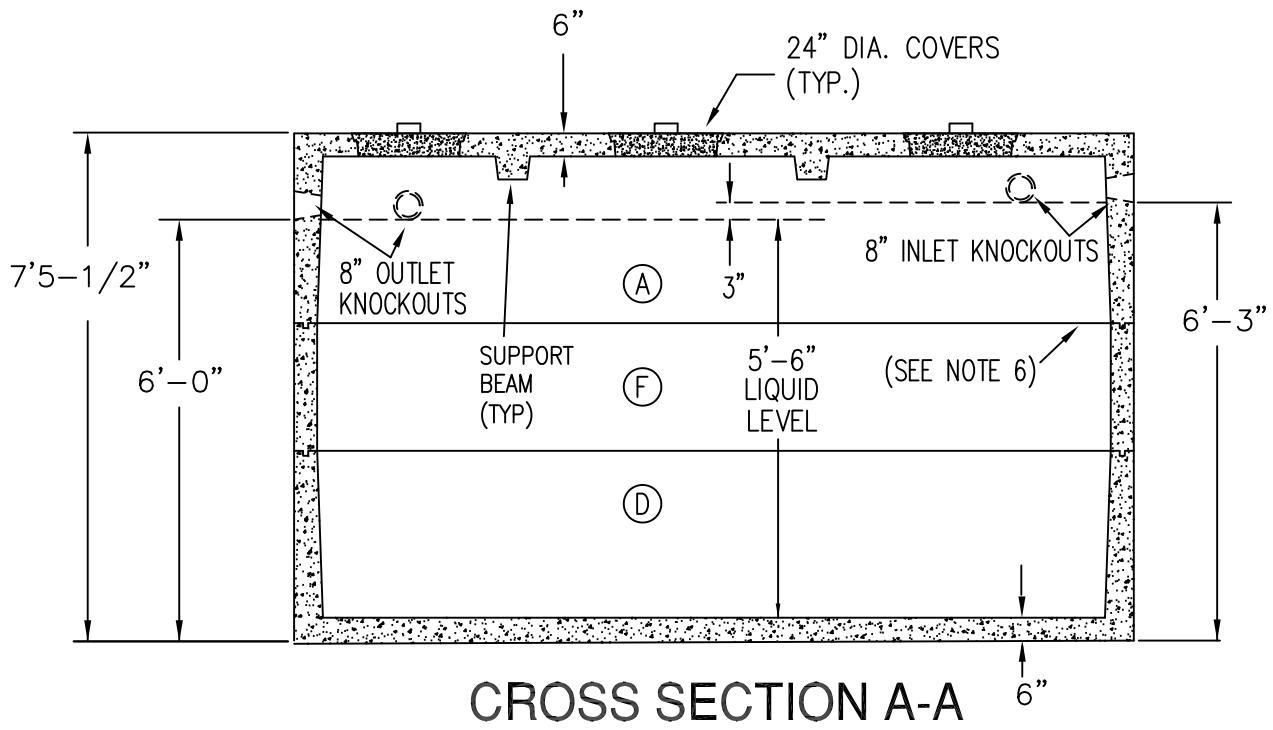 6”
24” DIA. COVERS
(TYP.)
7’5–1/2”
8” OUTLET
KNOCKOUTS
8” INLET KNOCKOUTS
A
3”
6’–3”
6’–0”
SUPPORT
BEAM
(TYP)
F
5’–6”
LIQUID
LEVEL
(SEE NOTE 6)
D
6”
CROSS SECTION A-A